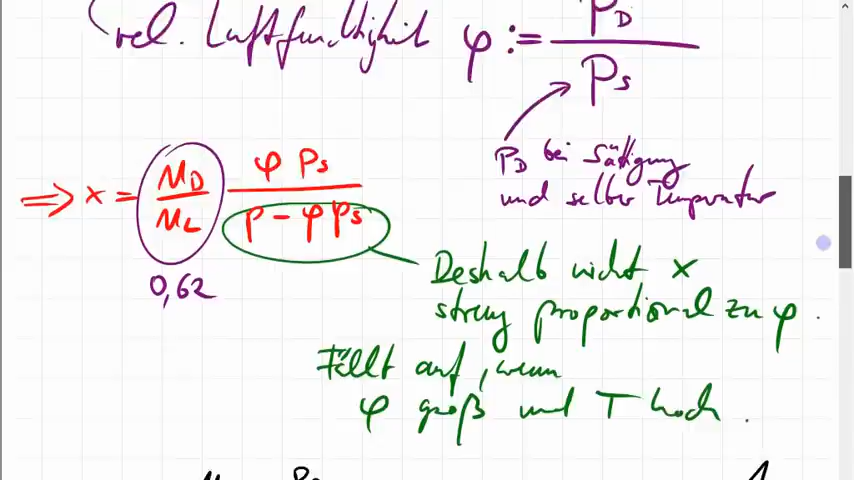 rel. Luftfeuchtigkeit φ := P_D / P_S
P_D bei Sättigung
und selber Temperatur
⟹ x = M_D / M_L φ P_S / P − φ P_S
0,62
Deshalb nicht x
streng proportional zu φ.
Fällt auf, wenn
φ groß und T hoch.